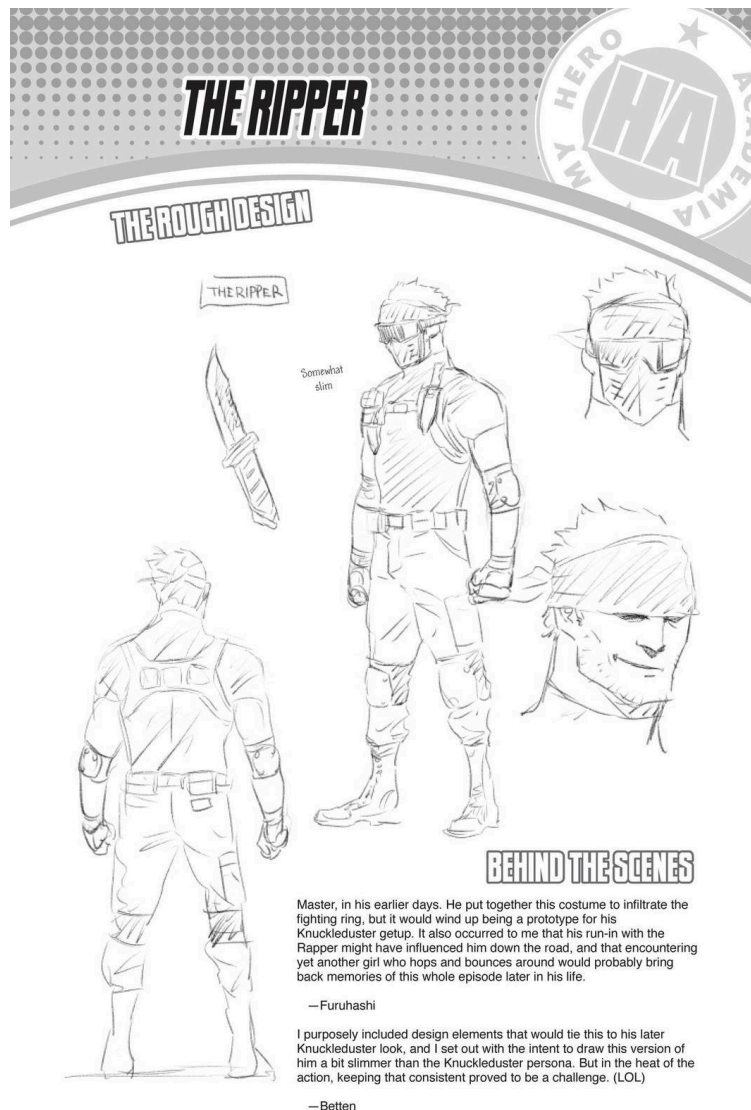 THE RIPPER
MY HERO ACADEMIA
HA
THE ROUGH DESIGN
THE RIPPER
Somewhat
slim
BEHIND THE SCENES
Master, in his earlier days. He put together this costume to infiltrate the
fighting ring, but it would wind up being a prototype for his
Knuckleduster getup. It also occurred to me that his run-in with the
Rapper might have influenced him down the road, and that encountering
yet another girl who hops and bounces around would probably bring
back memories of this whole episode later in his life.
—Furuhashi
I purposely included design elements that would tie this to his later
Knuckleduster look, and I set out with the intent to draw this version of
him a bit slimmer than the Knuckleduster persona. But in the heat of the
action, keeping that consistent proved to be a challenge. (LOL)
—Betten